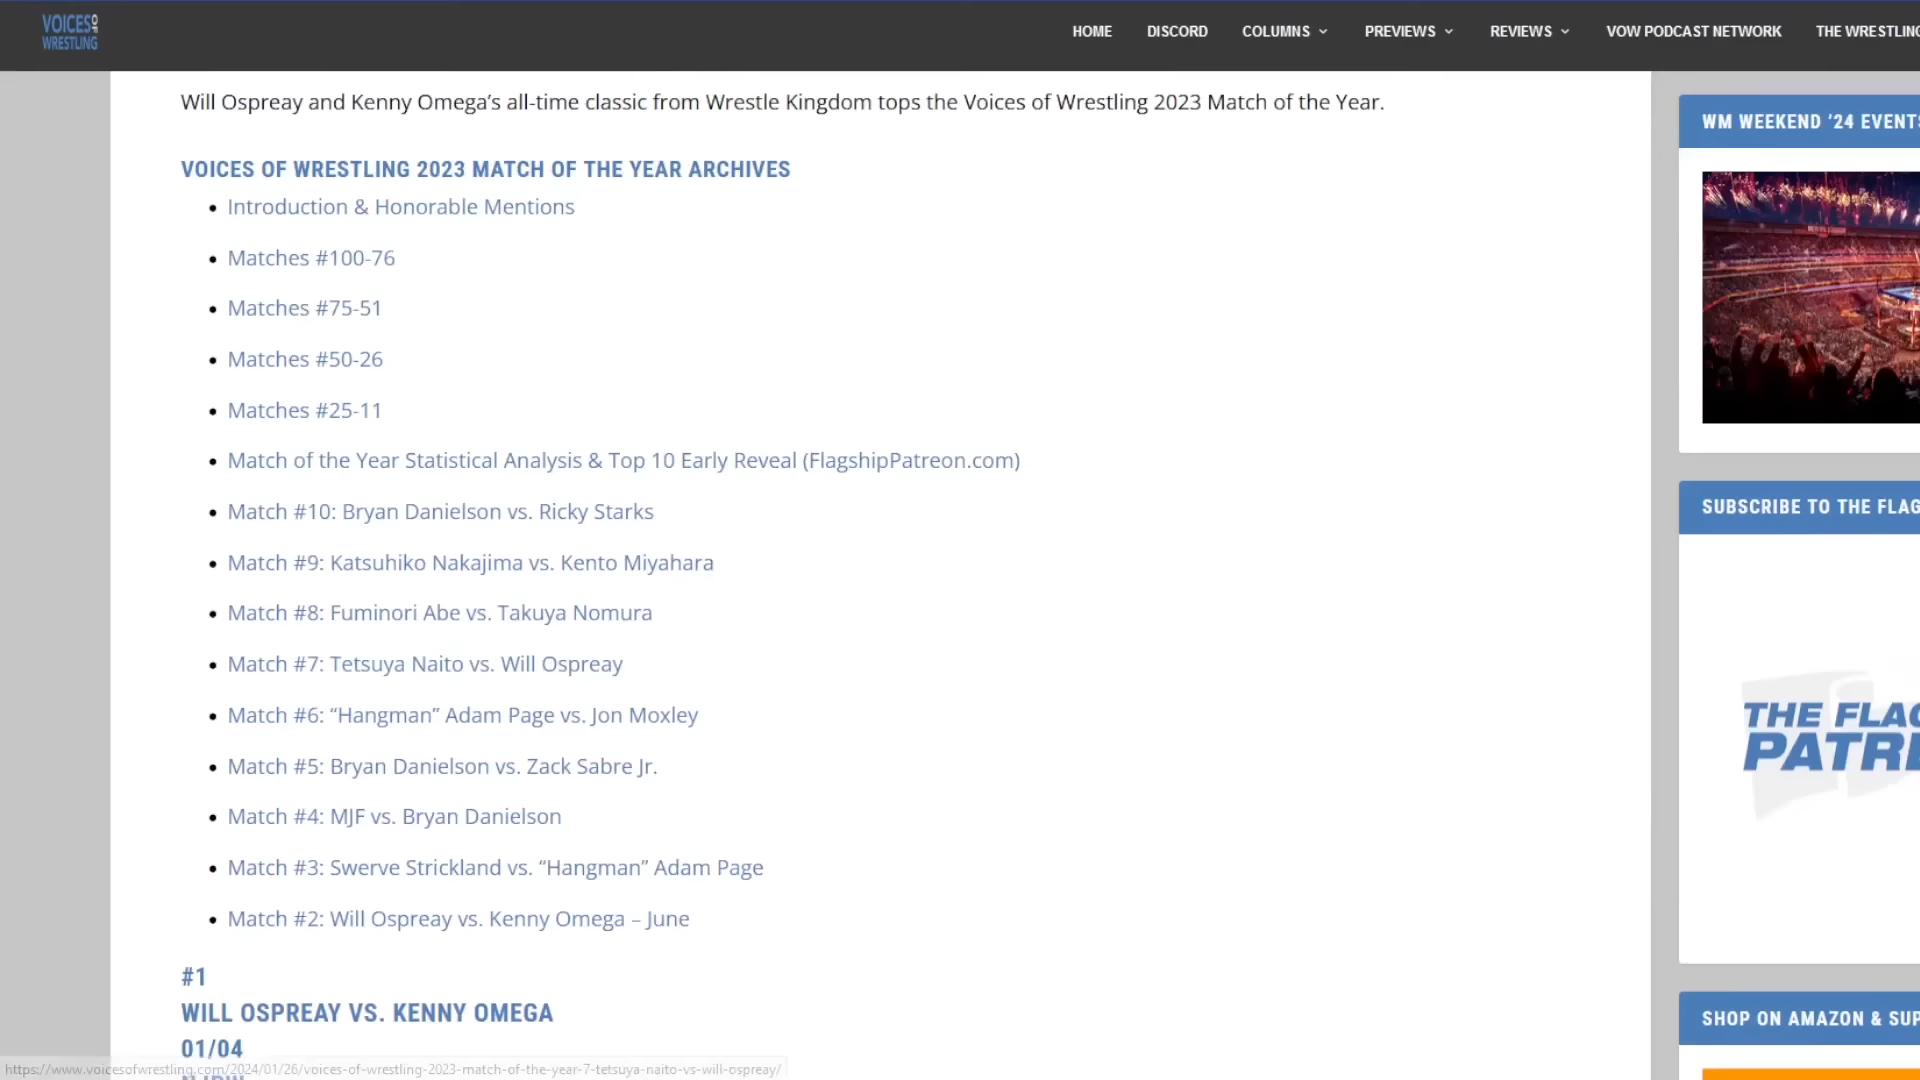 VOICES OF
WRESTLING
HOME
DISCORD
COLUMNS
PREVIEWS
REVIEWS
VOW PODCAST NETWORK
THE WRESTLING
Will Ospreay and Kenny Omega’s all-time classic from Wrestle Kingdom tops the Voices of Wrestling 2023 Match of the Year.
VOICES OF WRESTLING 2023 MATCH OF THE YEAR ARCHIVES
Introduction & Honorable Mentions
Matches #100-76
Matches #75-51
Matches #50-26
Matches #25-11
Match of the Year Statistical Analysis & Top 10 Early Reveal (FlagshipPatreon.com)
Match #10: Bryan Danielson vs. Ricky Starks
Match #9: Katsuhiko Nakajima vs. Kento Miyahara
Match #8: Fuminori Abe vs. Takuya Nomura
Match #7: Tetsuya Naito vs. Will Ospreay
Match #6: “Hangman” Adam Page vs. Jon Moxley
Match #5: Bryan Danielson vs. Zack Sabre Jr.
Match #4: MJF vs. Bryan Danielson
Match #3: Swerve Strickland vs. “Hangman” Adam Page
Match #2: Will Ospreay vs. Kenny Omega – June
#1
WILL OSPREAY VS. KENNY OMEGA
01/04
https://www.voicesofwrestling.com/2024/01/26/voices-of-wrestling-2023-match-of-the-year-7-tetsuya-naito-vs-will-ospreay/
WM WEEKEND ’24 EVENTS
SUBSCRIBE TO THE FLAG
THE FLAG
PATRE
SHOP ON AMAZON & SUP